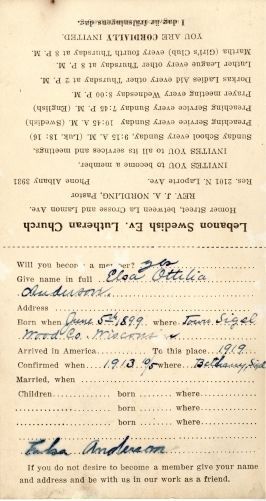 Lebanon Swedish Ev. Lutheran Church
Homer Street between La Crosse and Lamon Ave.
REV. J. A. NORDLING, Pastor
Res. 2101 N. Laporte Ave. Phone Albany 3931
INVITES YOU to become a member.
INVITES YOU to all its services and meetings.
Sunday School every Sunday, 9:15 A. M. (Luk. 18: 16)
Preaching Service every Sunday 10:45 A. M. (Swedish)
Preaching Service every Sunday 7:45 P. M. (English)
Prayer meeting every Wednesday 8:00 P. M.
Dorkas Ladies Aid every other Thursday at 2 P. M.
Luther League every other Thursday at 8 P. M.
Martha (Girl's Club) every fourth Thursday at 8 P. M.
YOU ARE CORDIALLY INVITED.
I dag är frälsningens dag.
Will you become a member? yes
Give name in full Elsa Ottilia
Anderson.
Address
Born when June 5th, 1899 where Town Sigel
Wood Co. Wisconsin
Arrived in America To this place 1919.
Confirmed when 1913 where Bethany, Sigel
Married, when
Children born where
born where
born where
Elsa Anderson
If you do not desire to become a member give your name
and address and be with us in our work as a friend.